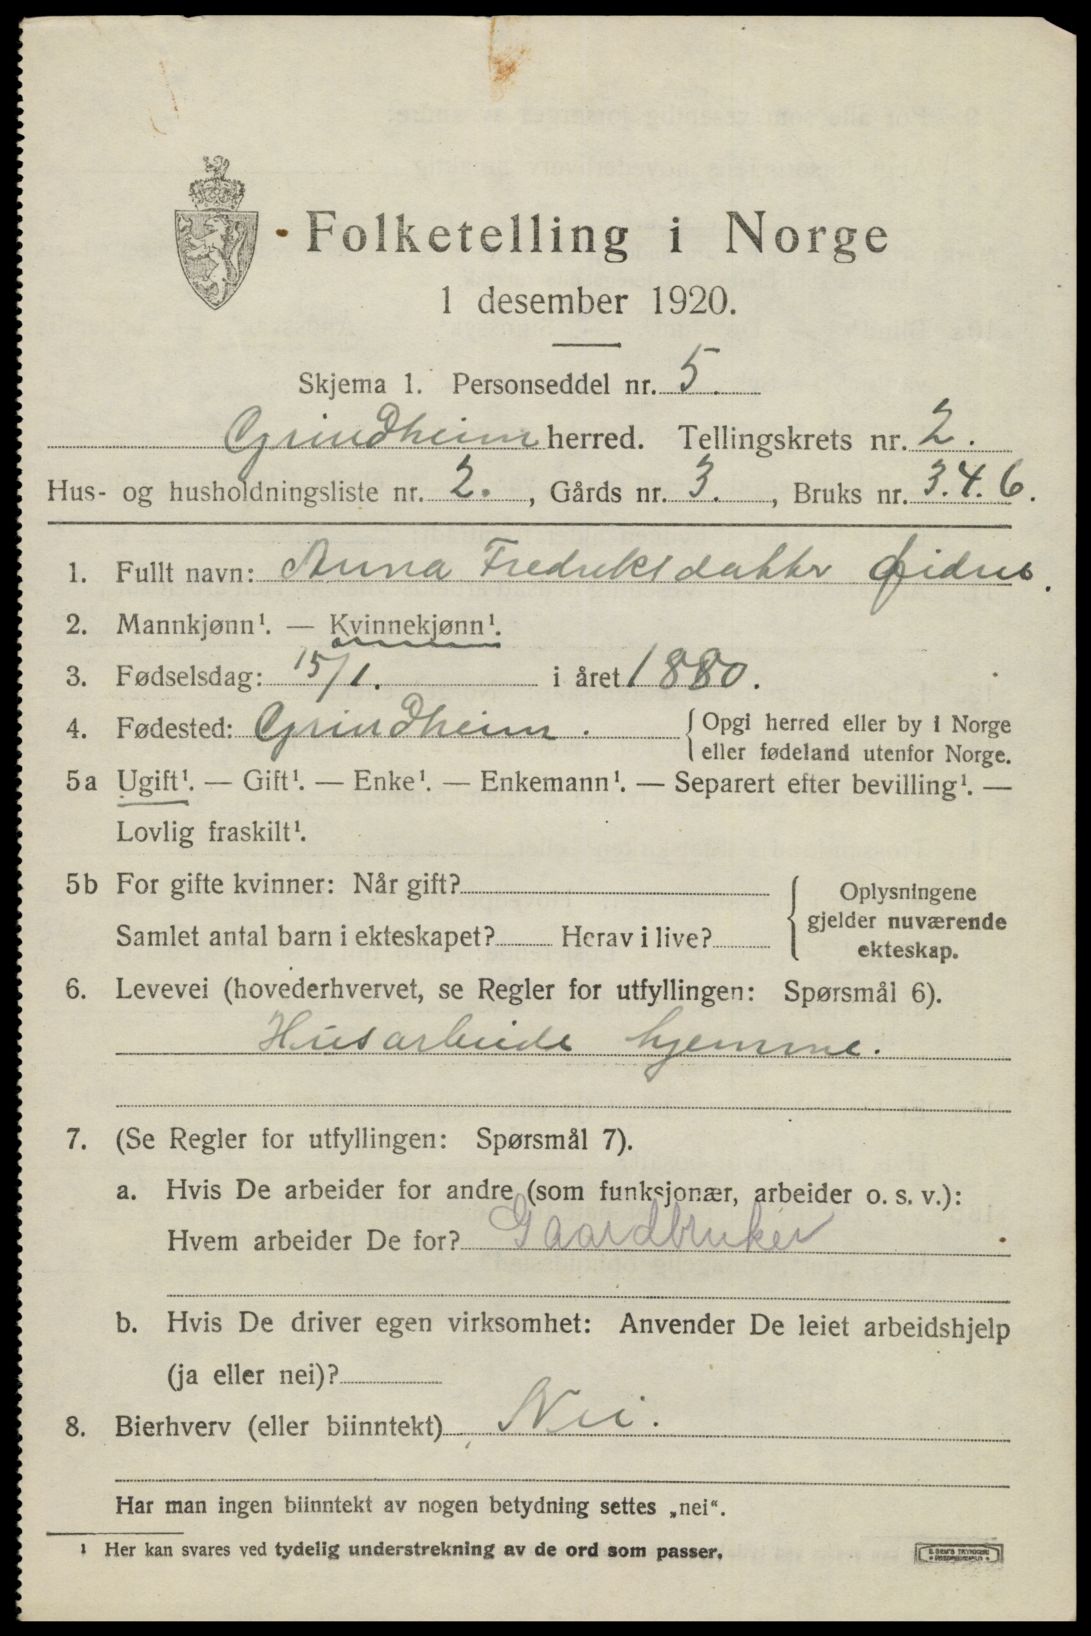 Folketelling i Norge
1 desember 1920.
Skjema 1. Personseddel nr. 5.
Grindheim herred. Tellingskrets nr. 2.
Hus- og husholdningsliste nr. 2. , Gårds nr. 3. , Bruks nr. 3.4.6.
1. Fullt navn: Anna Fredriksdatter Øidne.
2. Mannkjønn¹. — Kvinnekjønn¹.
3. Fødselsdag: 15/1. i året 1880.
4. Fødested: Grindheim. { Opgi herred eller by i Norge
eller fødeland utenfor Norge.
5a Ugift¹. — Gift¹. — Enke¹. — Enkemann¹. — Separert efter bevilling¹. —
Lovlig fraskilt¹.
5b For gifte kvinner: Når gift? { Oplysningene
gjelder nuværende
ekteskap.
Samlet antal barn i ekteskapet? Herav i live?
6. Levevei (hovederhvervet, se Regler for utfyllingen: Spørsmål 6).
Husarbeide hjemme.
7. (Se Regler for utfyllingen: Spørsmål 7).
a. Hvis De arbeider for andre (som funksjonær, arbeider o. s. v.):
Hvem arbeider De for? Gaardbruker
b. Hvis De driver egen virksomhet: Anvender De leiet arbeidshjelp
(ja eller nei)?
8. Bierhverv (eller biinntekt) Nei.
Har man ingen biinntekt av nogen betydning settes „nei“.
¹ Her kan svares ved tydelig understrekning av de ord som passer.